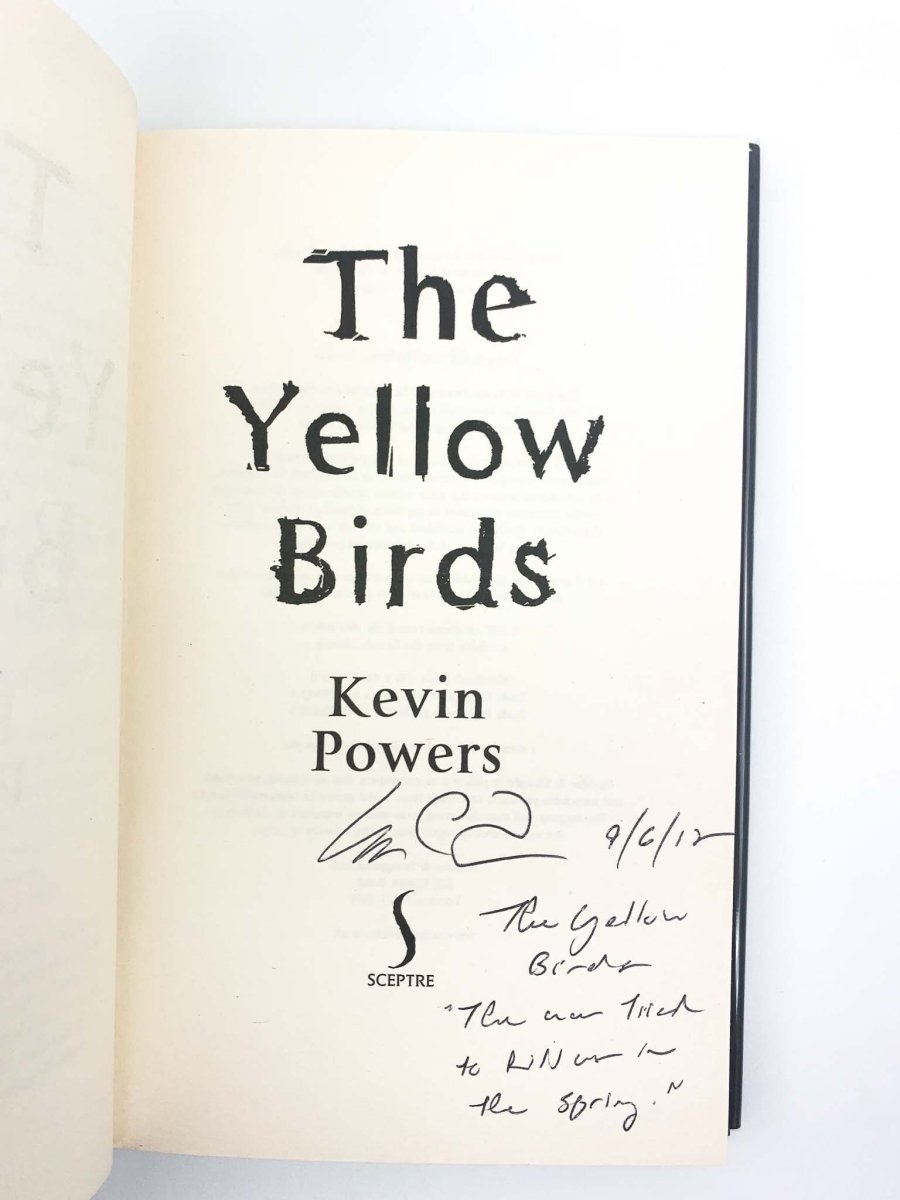 The
Yellow
Birds
Kevin
Powers
9/6/12
SCEPTRE
The Yellow
Birds
"The war tried
to kill us in
the spring."